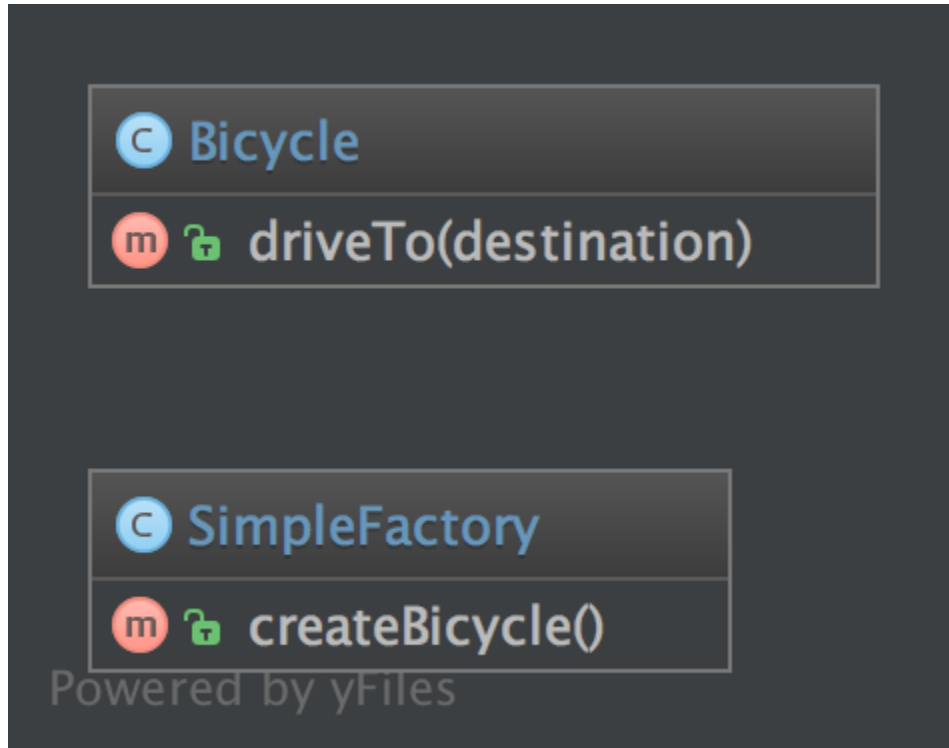 C Bicycle
m driveTo(destination)
C SimpleFactory
m createBicycle()
Powered by yFiles